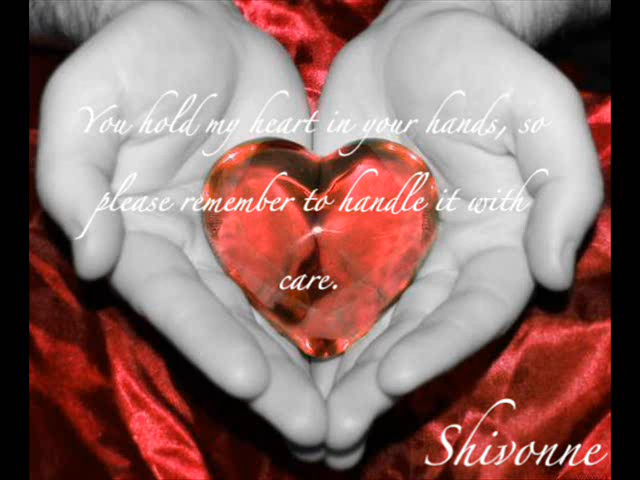 You hold my heart in your hands, so
please remember to handle it with
care.
Shivonne